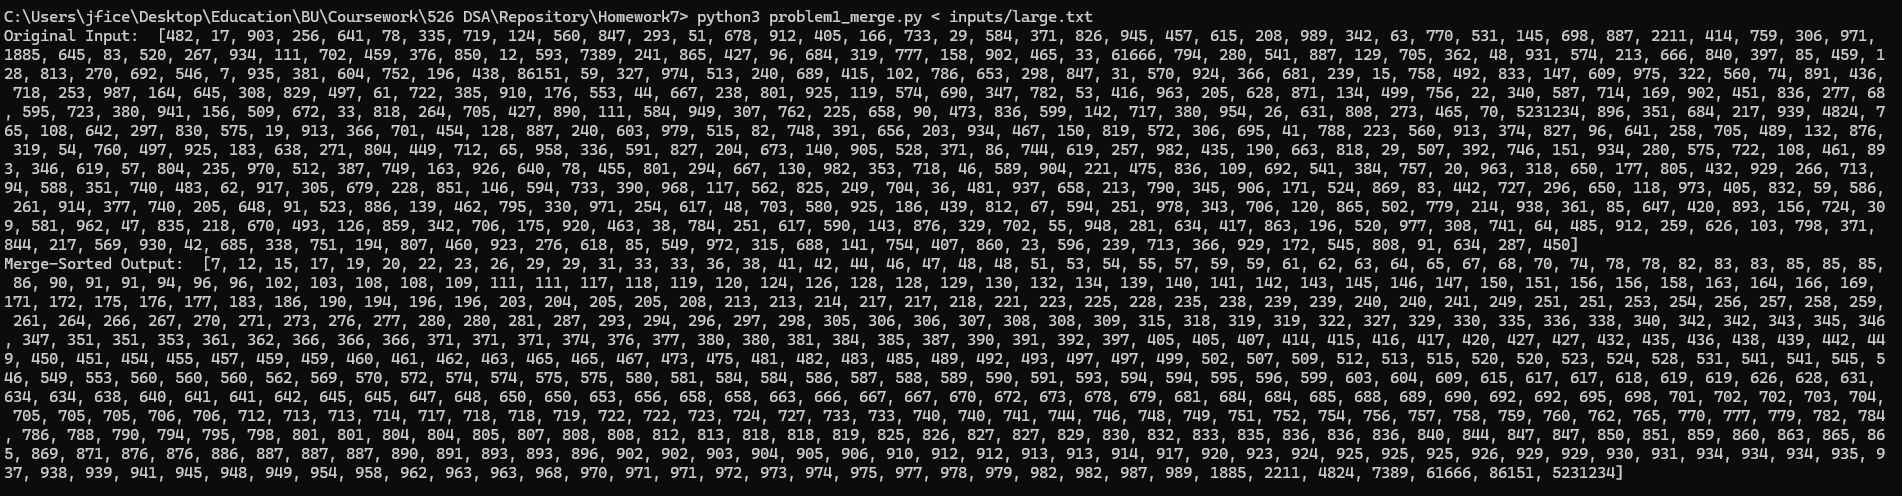 C:\Users\jfice\Desktop\Education\BU\Coursework\526 DSA\Repository\Homework7> python3 problem1_merge.py < inputs/large.txt
Original Input:  [482, 17, 903, 256, 641, 78, 335, 719, 124, 560, 847, 293, 51, 678, 912, 405, 166, 733, 29, 584, 371, 826, 945, 457, 615, 208, 989, 342, 63, 770, 531, 145, 698, 887, 2211, 414, 759, 306, 971,
1885, 645, 83, 520, 267, 934, 111, 702, 459, 376, 850, 12, 593, 7389, 241, 865, 427, 96, 684, 319, 777, 158, 902, 465, 33, 61666, 794, 280, 541, 887, 129, 705, 362, 48, 931, 574, 213, 666, 840, 397, 85, 459, 1
28, 813, 270, 692, 546, 7, 935, 381, 604, 752, 196, 438, 86151, 59, 327, 974, 513, 240, 689, 415, 102, 786, 653, 298, 847, 31, 570, 924, 366, 681, 239, 15, 758, 492, 833, 147, 609, 975, 322, 560, 74, 891, 436,
 718, 253, 987, 164, 645, 308, 829, 497, 61, 722, 385, 910, 176, 553, 44, 667, 238, 801, 925, 119, 574, 690, 347, 782, 53, 416, 963, 205, 628, 871, 134, 499, 756, 22, 340, 587, 714, 169, 902, 451, 836, 277, 68
, 595, 723, 380, 941, 156, 509, 672, 33, 818, 264, 705, 427, 890, 111, 584, 949, 307, 762, 225, 658, 90, 473, 836, 599, 142, 717, 380, 954, 26, 631, 808, 273, 465, 70, 5231234, 896, 351, 684, 217, 939, 4824, 7
65, 108, 642, 297, 830, 575, 19, 913, 366, 701, 454, 128, 887, 240, 603, 979, 515, 82, 748, 391, 656, 203, 934, 467, 150, 819, 572, 306, 695, 41, 788, 223, 560, 913, 374, 827, 96, 641, 258, 705, 489, 132, 876,
 319, 54, 760, 497, 925, 183, 638, 271, 804, 449, 712, 65, 958, 336, 591, 827, 204, 673, 140, 905, 528, 371, 86, 744, 619, 257, 982, 435, 190, 663, 818, 29, 507, 392, 746, 151, 934, 280, 575, 722, 108, 461, 89
3, 346, 619, 57, 804, 235, 970, 512, 387, 749, 163, 926, 640, 78, 455, 801, 294, 667, 130, 982, 353, 718, 46, 589, 904, 221, 475, 836, 109, 692, 541, 384, 757, 20, 963, 318, 650, 177, 805, 432, 929, 266, 713,
94, 588, 351, 740, 483, 62, 917, 305, 679, 228, 851, 146, 594, 733, 390, 968, 117, 562, 825, 249, 704, 36, 481, 937, 658, 213, 790, 345, 906, 171, 524, 869, 83, 442, 727, 296, 650, 118, 973, 405, 832, 59, 586,
 261, 914, 377, 740, 205, 648, 91, 523, 886, 139, 462, 795, 330, 971, 254, 617, 48, 703, 580, 925, 186, 439, 812, 67, 594, 251, 978, 343, 706, 120, 865, 502, 779, 214, 938, 361, 85, 647, 420, 893, 156, 724, 30
9, 581, 962, 47, 835, 218, 670, 493, 126, 859, 342, 706, 175, 920, 463, 38, 784, 251, 617, 590, 143, 876, 329, 702, 55, 948, 281, 634, 417, 863, 196, 520, 977, 308, 741, 64, 485, 912, 259, 626, 103, 798, 371,
844, 217, 569, 930, 42, 685, 338, 751, 194, 807, 460, 923, 276, 618, 85, 549, 972, 315, 688, 141, 754, 407, 860, 23, 596, 239, 713, 366, 929, 172, 545, 808, 91, 634, 287, 450]
Merge-Sorted Output:  [7, 12, 15, 17, 19, 20, 22, 23, 26, 29, 29, 31, 33, 33, 36, 38, 41, 42, 44, 46, 47, 48, 48, 51, 53, 54, 55, 57, 59, 59, 61, 62, 63, 64, 65, 67, 68, 70, 74, 78, 78, 82, 83, 83, 85, 85, 85,
 86, 90, 91, 91, 94, 96, 96, 102, 103, 108, 108, 109, 111, 111, 117, 118, 119, 120, 124, 126, 128, 128, 129, 130, 132, 134, 139, 140, 141, 142, 143, 145, 146, 147, 150, 151, 156, 156, 158, 163, 164, 166, 169,
171, 172, 175, 176, 177, 183, 186, 190, 194, 196, 196, 203, 204, 205, 205, 208, 213, 213, 214, 217, 217, 218, 221, 223, 225, 228, 235, 238, 239, 239, 240, 240, 241, 249, 251, 251, 253, 254, 256, 257, 258, 259,
 261, 264, 266, 267, 270, 271, 273, 276, 277, 280, 280, 281, 287, 293, 294, 296, 297, 298, 305, 306, 306, 307, 308, 308, 309, 315, 318, 319, 319, 322, 327, 329, 330, 335, 336, 338, 340, 342, 342, 343, 345, 346
, 347, 351, 351, 353, 361, 362, 366, 366, 366, 371, 371, 371, 374, 376, 377, 380, 380, 381, 384, 385, 387, 390, 391, 392, 397, 405, 405, 407, 414, 415, 416, 417, 420, 427, 427, 432, 435, 436, 438, 439, 442, 44
9, 450, 451, 454, 455, 457, 459, 459, 460, 461, 462, 463, 465, 465, 467, 473, 475, 481, 482, 483, 485, 489, 492, 493, 497, 497, 499, 502, 507, 509, 512, 513, 515, 520, 520, 523, 524, 528, 531, 541, 541, 545, 5
46, 549, 553, 560, 560, 560, 562, 569, 570, 572, 574, 574, 575, 575, 580, 581, 584, 584, 586, 587, 588, 589, 590, 591, 593, 594, 594, 595, 596, 599, 603, 604, 609, 615, 617, 617, 618, 619, 619, 626, 628, 631,
634, 634, 638, 640, 641, 641, 642, 645, 645, 647, 648, 650, 650, 653, 656, 658, 658, 663, 666, 667, 667, 670, 672, 673, 678, 679, 681, 684, 684, 685, 688, 689, 690, 692, 692, 695, 698, 701, 702, 702, 703, 704,
 705, 705, 705, 706, 706, 712, 713, 713, 714, 717, 718, 718, 719, 722, 722, 723, 724, 727, 733, 733, 740, 740, 741, 744, 746, 748, 749, 751, 752, 754, 756, 757, 758, 759, 760, 762, 765, 770, 777, 779, 782, 784
, 786, 788, 790, 794, 795, 798, 801, 801, 804, 804, 805, 807, 808, 808, 812, 813, 818, 818, 819, 825, 826, 827, 827, 829, 830, 832, 833, 835, 836, 836, 836, 840, 844, 847, 847, 850, 851, 859, 860, 863, 865, 86
5, 869, 871, 876, 876, 886, 887, 887, 887, 890, 891, 893, 893, 896, 902, 902, 903, 904, 905, 906, 910, 912, 912, 913, 913, 914, 917, 920, 923, 924, 925, 925, 925, 926, 929, 929, 930, 931, 934, 934, 934, 935, 9
37, 938, 939, 941, 945, 948, 949, 954, 958, 962, 963, 963, 968, 970, 971, 971, 972, 973, 974, 975, 977, 978, 979, 982, 982, 987, 989, 1885, 2211, 4824, 7389, 61666, 86151, 5231234]